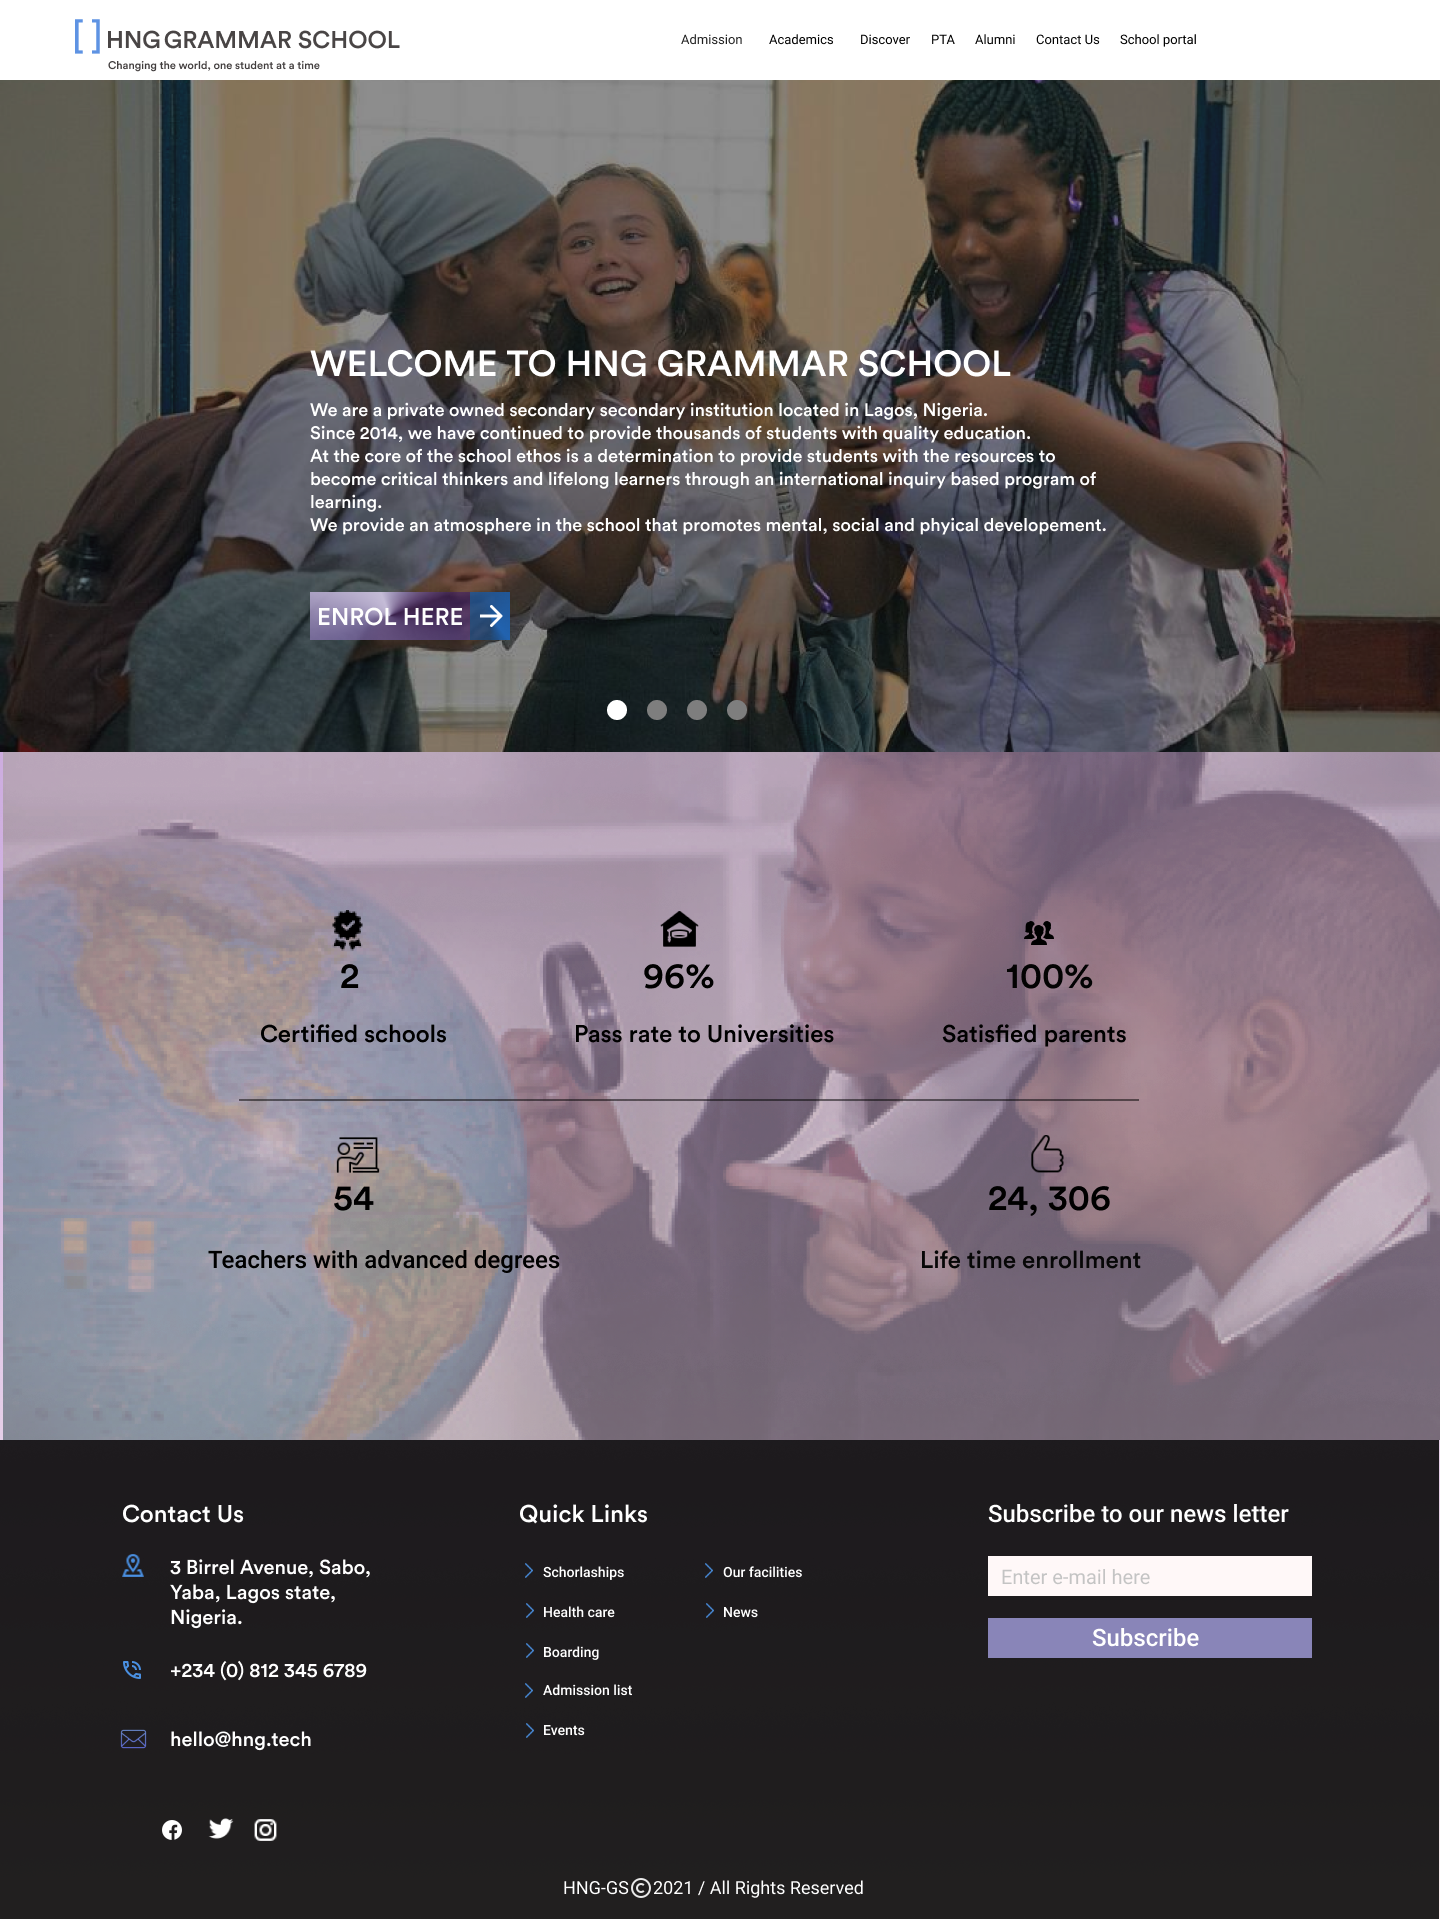 HNG GRAMMAR SCHOOL
Changing the world, one student at a time
Admission Academics Discover PTA Alumni Contact Us School portal
WELCOME TO HNG GRAMMAR SCHOOL
We are a private owned secondary secondary institution located in Lagos, Nigeria.
Since 2014, we have continued to provide thousands of students with quality education.
At the core of the school ethos is a determination to provide students with the resources to
become critical thinkers and lifelong learners through an international inquiry based program of
learning.
We provide an atmosphere in the school that promotes mental, social and phyical developement.
ENROL HERE
2
Certified schools
96%
Pass rate to Universities
100%
Satisfied parents
54
Teachers with advanced degrees
24, 306
Life time enrollment
Contact Us
3 Birrel Avenue, Sabo,
Yaba, Lagos state,
Nigeria.
+234 (0) 812 345 6789
hello@hng.tech
Quick Links
Schorlaships
Health care
Boarding
Admission list
Events
Our facilities
News
Subscribe to our news letter
Enter e-mail here
Subscribe
HNG-GS©2021 / All Rights Reserved